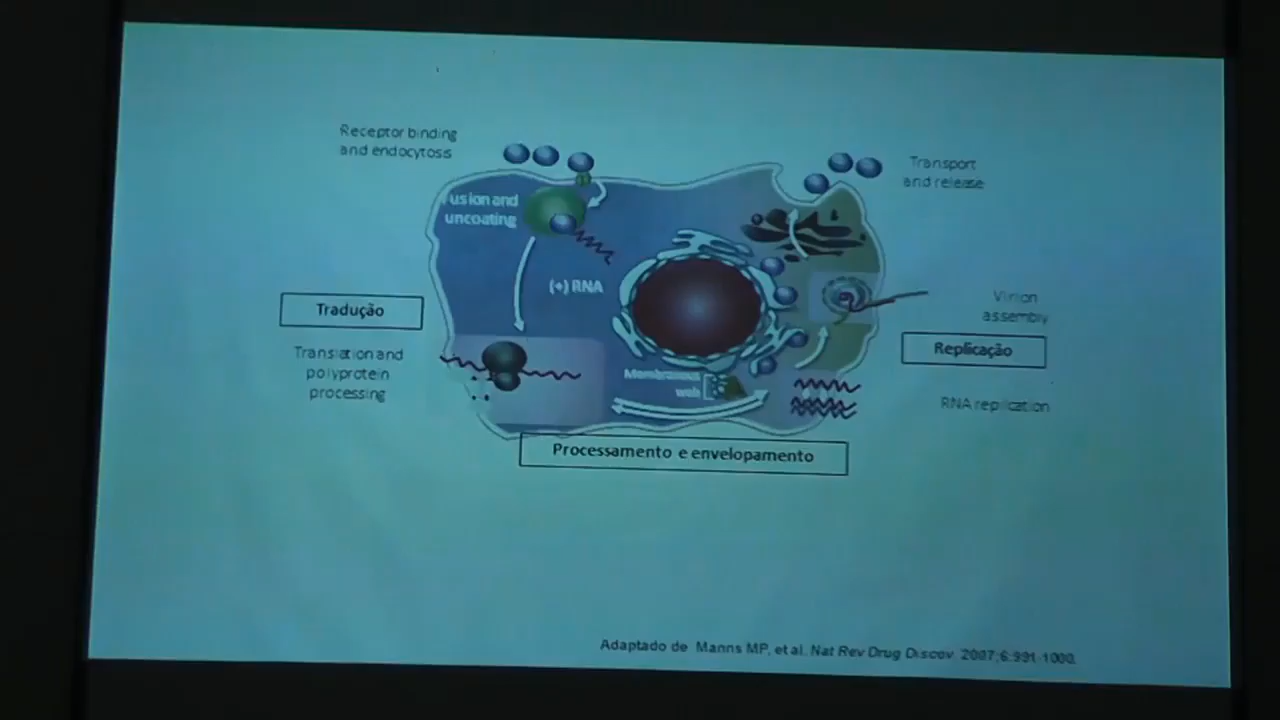 Receptor binding
and endocytosis
Transport
and release
Fusion and
uncoating
(+) RNA
Tradução
Translation and
polyprotein
processing
Virion
assembly
Replicação
RNA replication
Membranous
web
Processamento e envelopamento
Adaptado de Manns MP, et al. Nat Rev Drug Discov. 2007;6:991-1000.